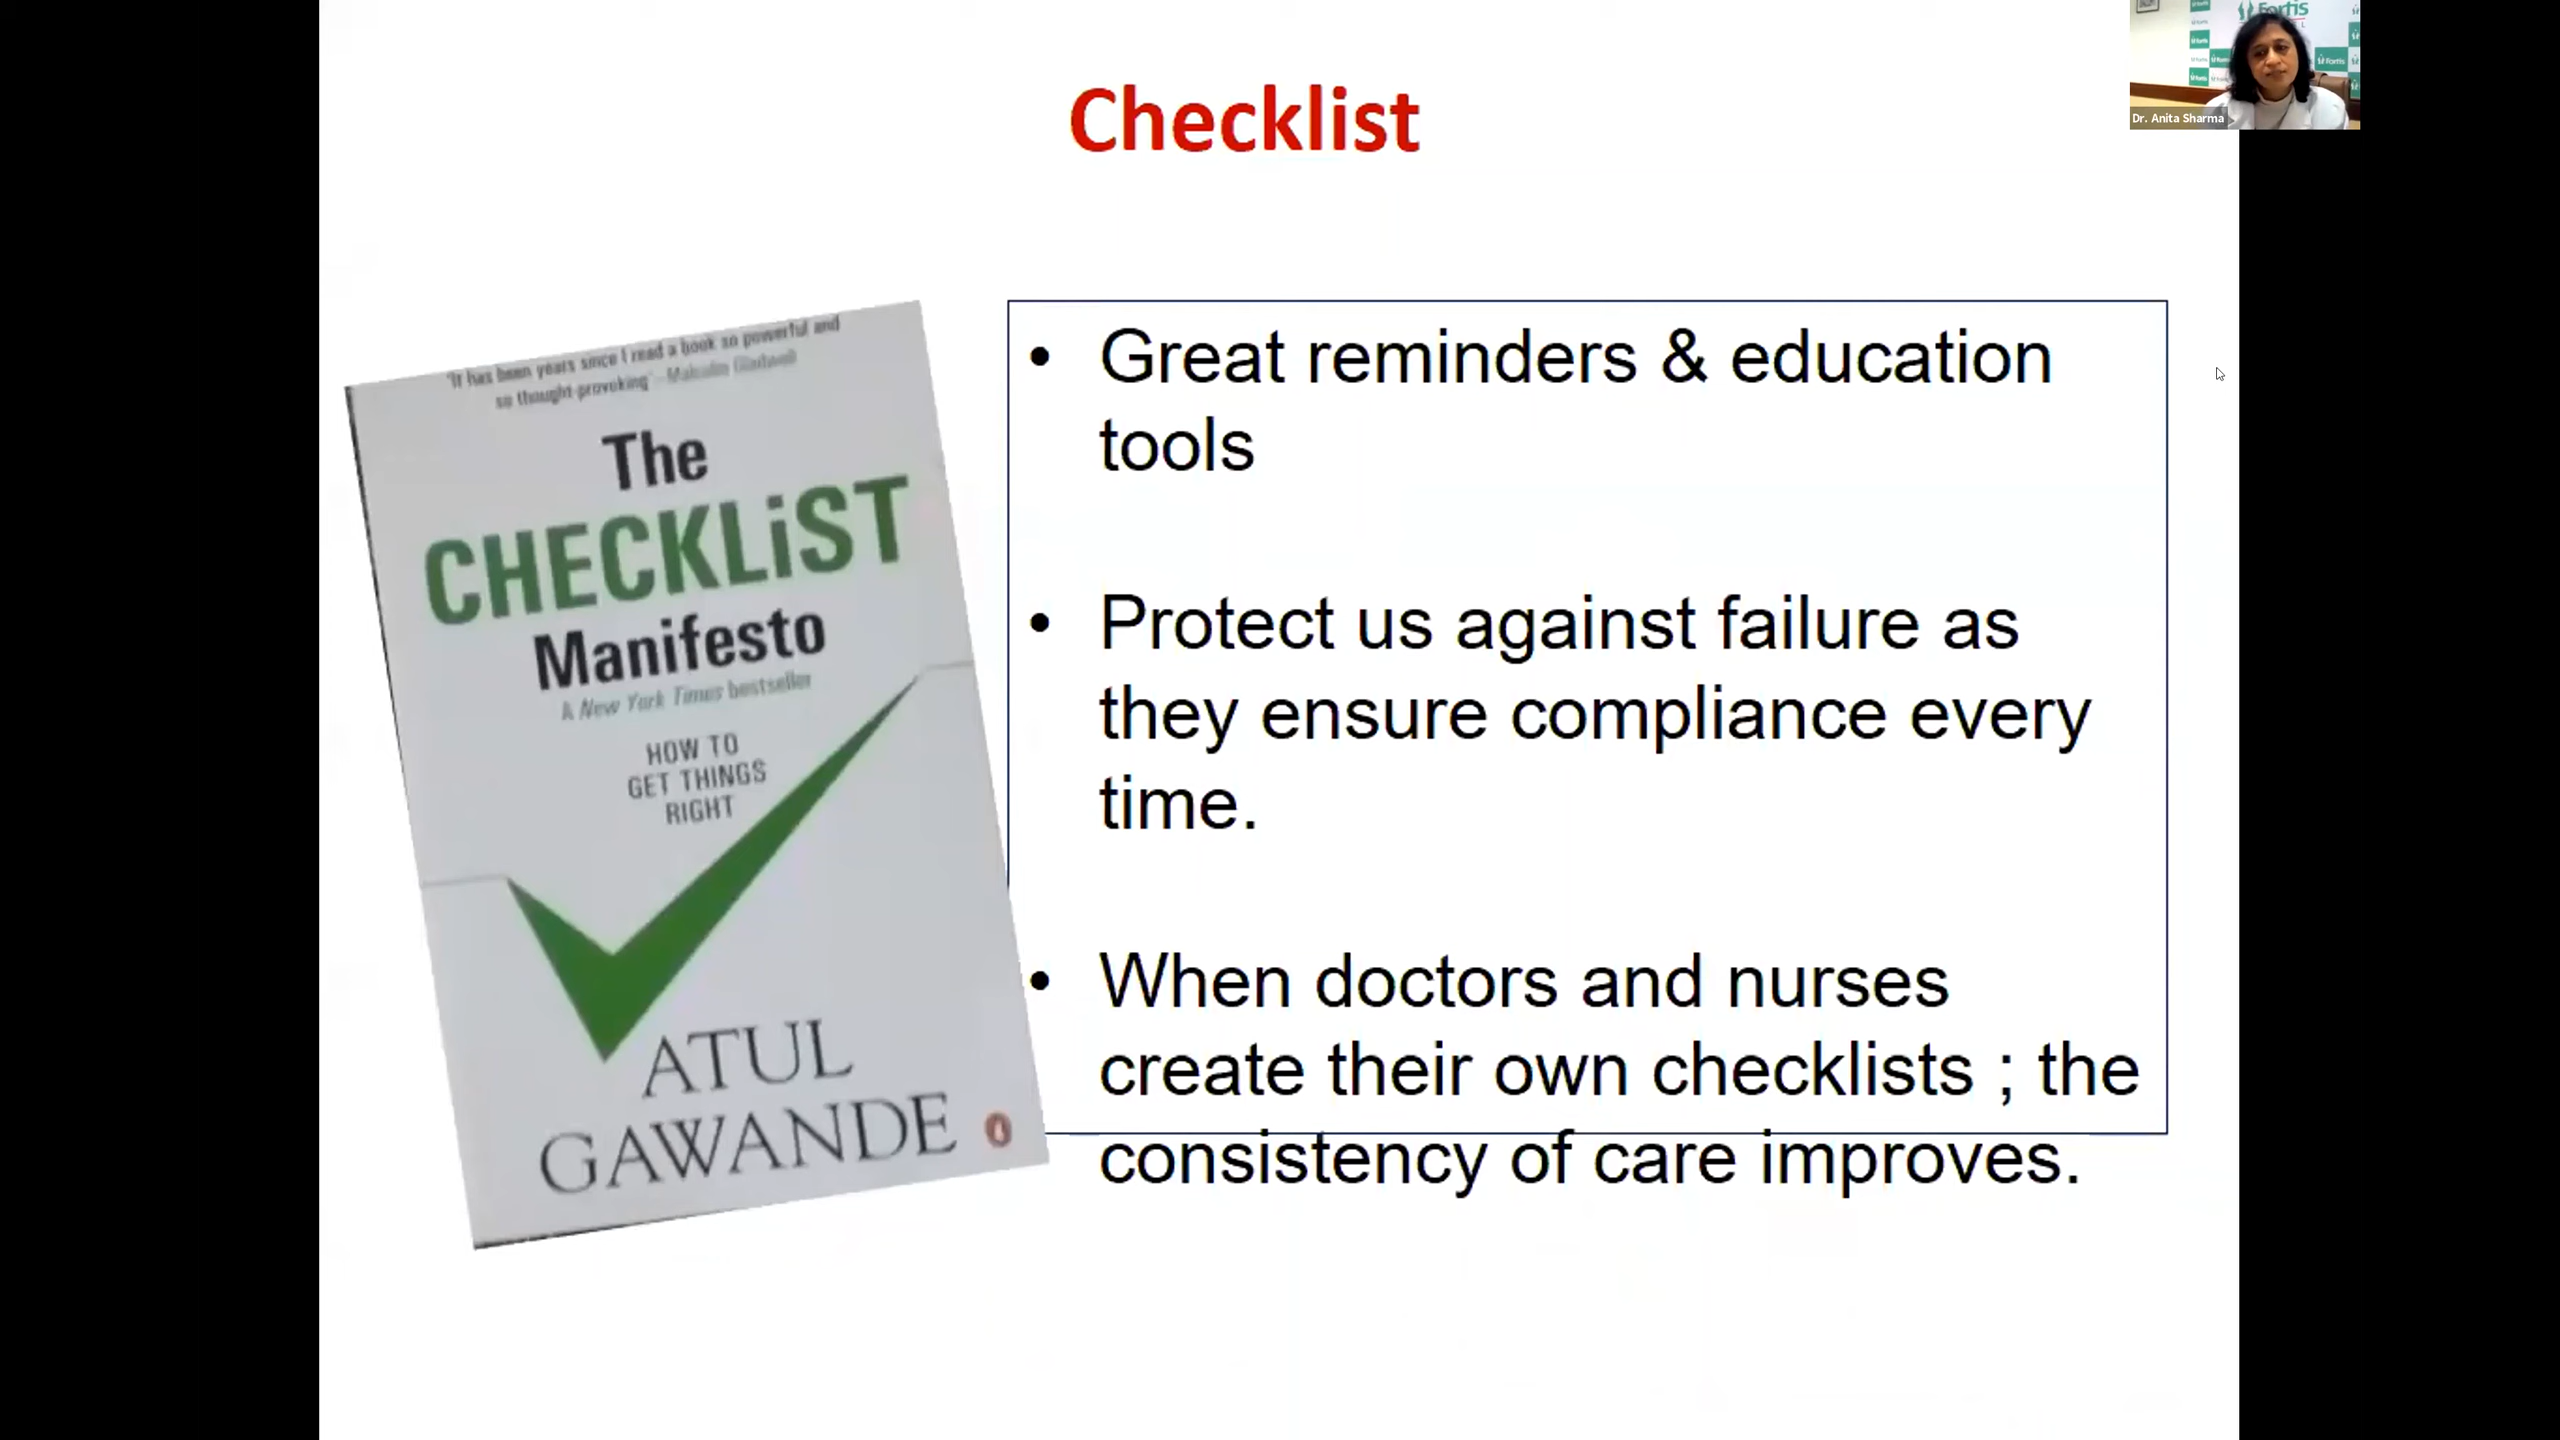 Checklist
Fortis
Dr. Anita Sharma
'It has been years since I read a book so powerful and
so thought-provoking' –Malcolm Gladwell
The
CHECKLiST
Manifesto
A New York Times bestseller
HOW TO
GET THINGS
RIGHT
ATUL
GAWANDE
• Great reminders & education
tools
• Protect us against failure as
they ensure compliance every
time.
• When doctors and nurses
create their own checklists ; the
consistency of care improves.